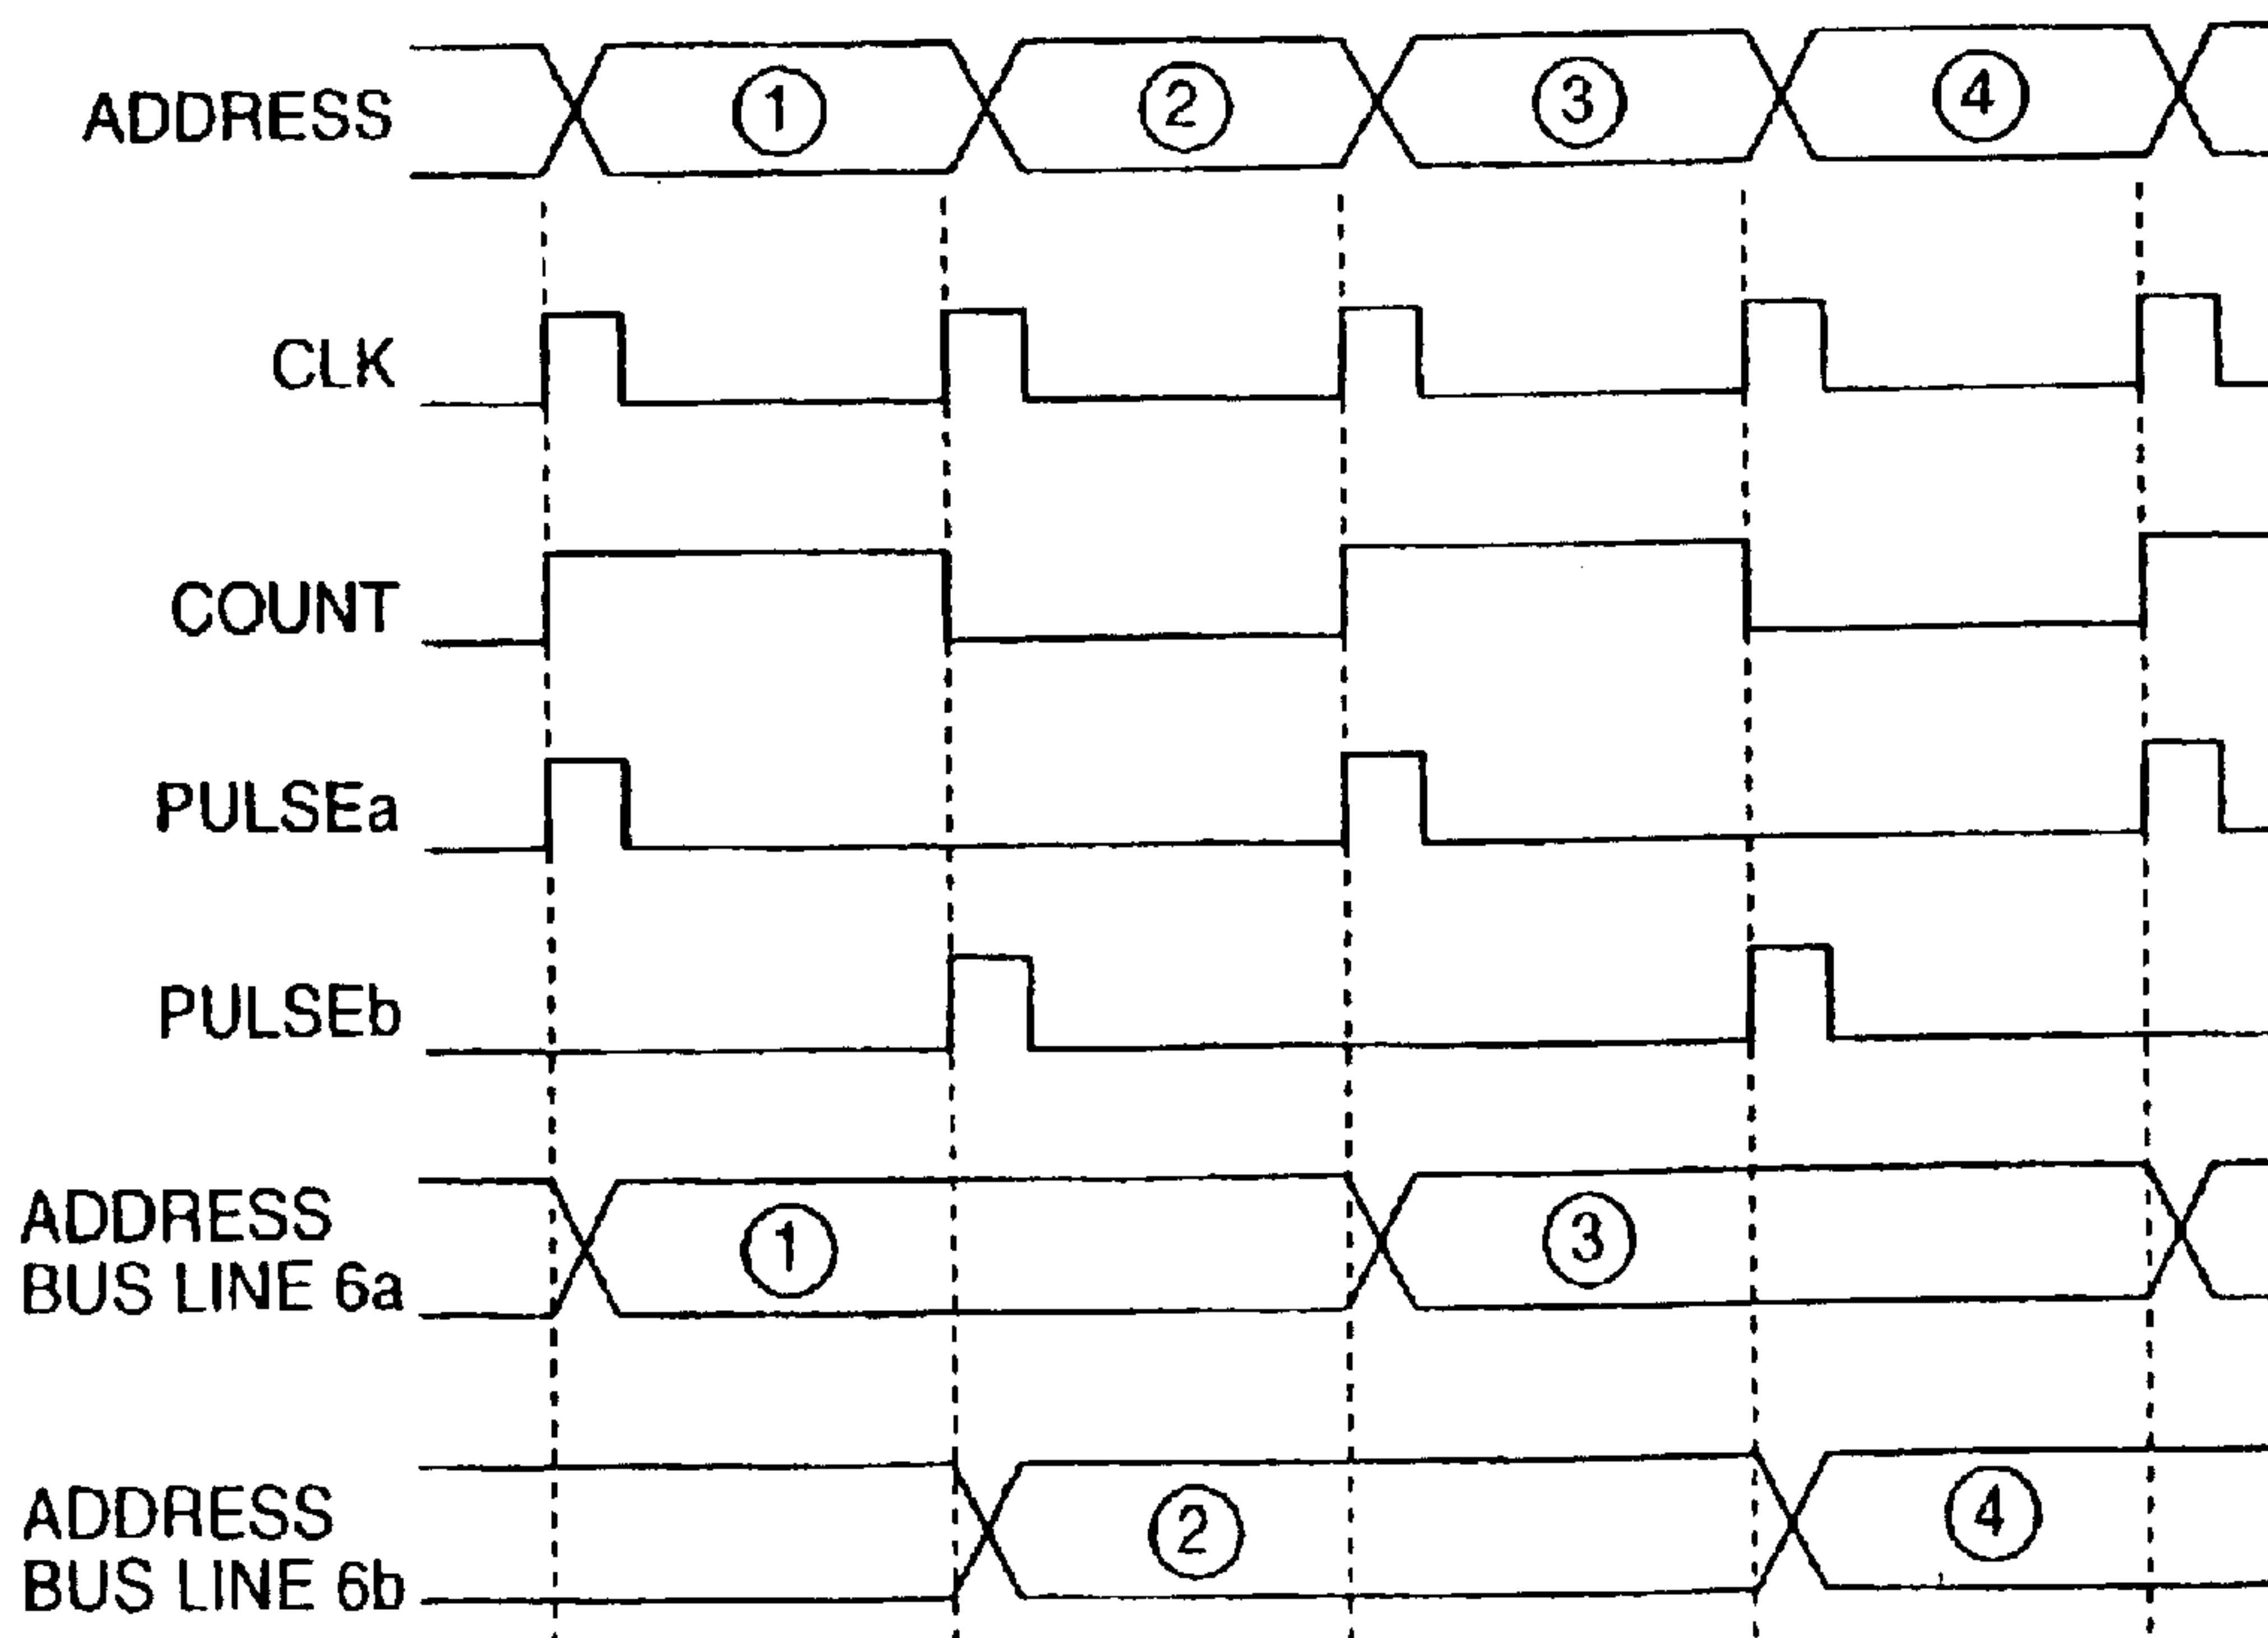 ADDRESS ① ② ③ ④
CLK
COUNT
PULSEa
PULSEb
ADDRESS
BUS LINE 6a ① ③
ADDRESS
BUS LINE 6b ② ④